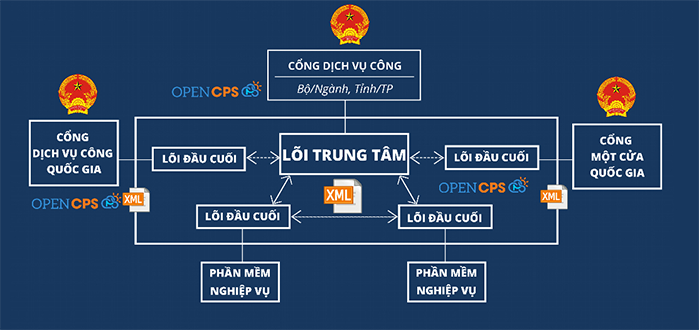 CỔNG DỊCH VỤ CÔNG
Bộ/Ngành, Tỉnh/TP
OPENCPS
CỔNG
DỊCH VỤ CÔNG
QUỐC GIA
OPENCPS
XML
LÕI ĐẦU CUỐI
LÕI TRUNG TÂM
LÕI ĐẦU CUỐI
CỔNG
MỘT CỬA
QUỐC GIA
XML
OPENCPS
XML
LÕI ĐẦU CUỐI
LÕI ĐẦU CUỐI
PHẦN MỀM
NGHIỆP VỤ
PHẦN MỀM
NGHIỆP VỤ